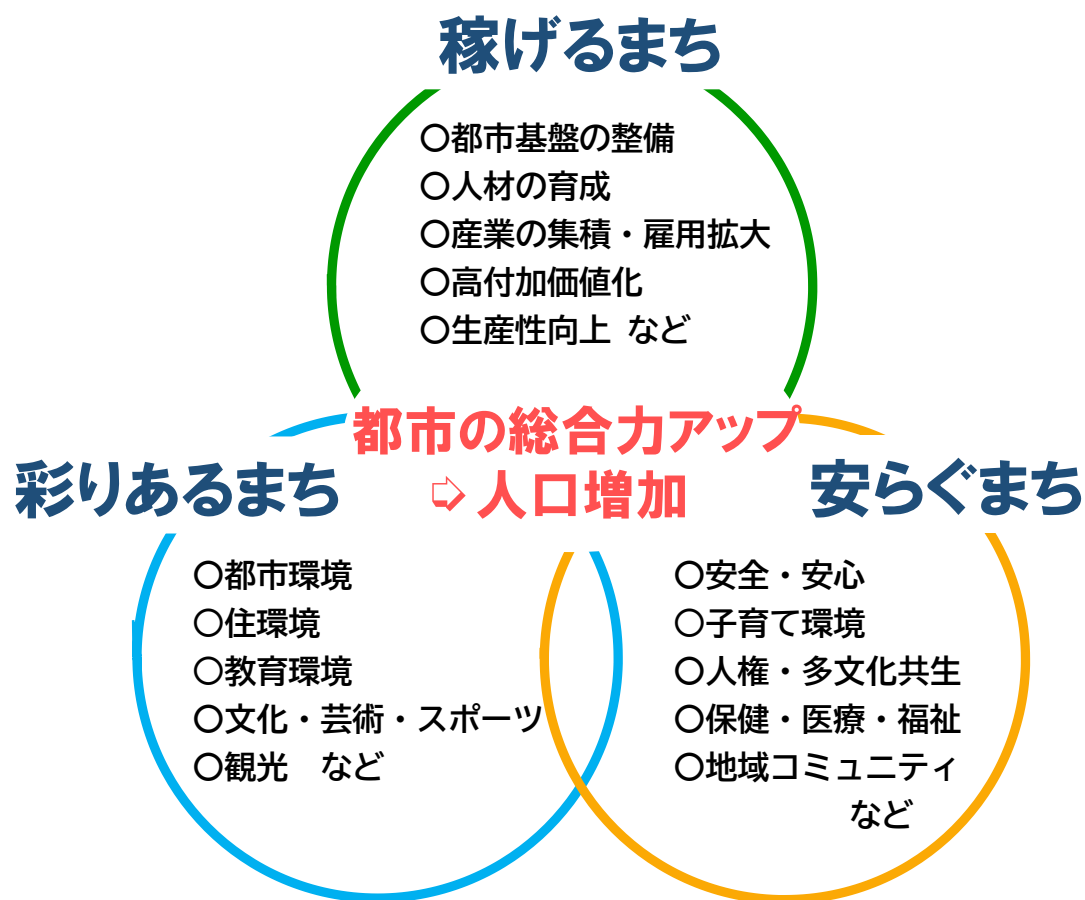 稼げるまち
〇都市基盤の整備
〇人材の育成
〇産業の集積・雇用拡大
〇高付加価値化
〇生産性向上 など
都市の総合力アップ
➪人口増加
彩りあるまち
〇都市環境
〇住環境
〇教育環境
〇文化・芸術・スポーツ
〇観光　など
安らぐまち
〇安全・安心
〇子育て環境
〇人権・多文化共生
〇保健・医療・福祉
〇地域コミュニティ
など